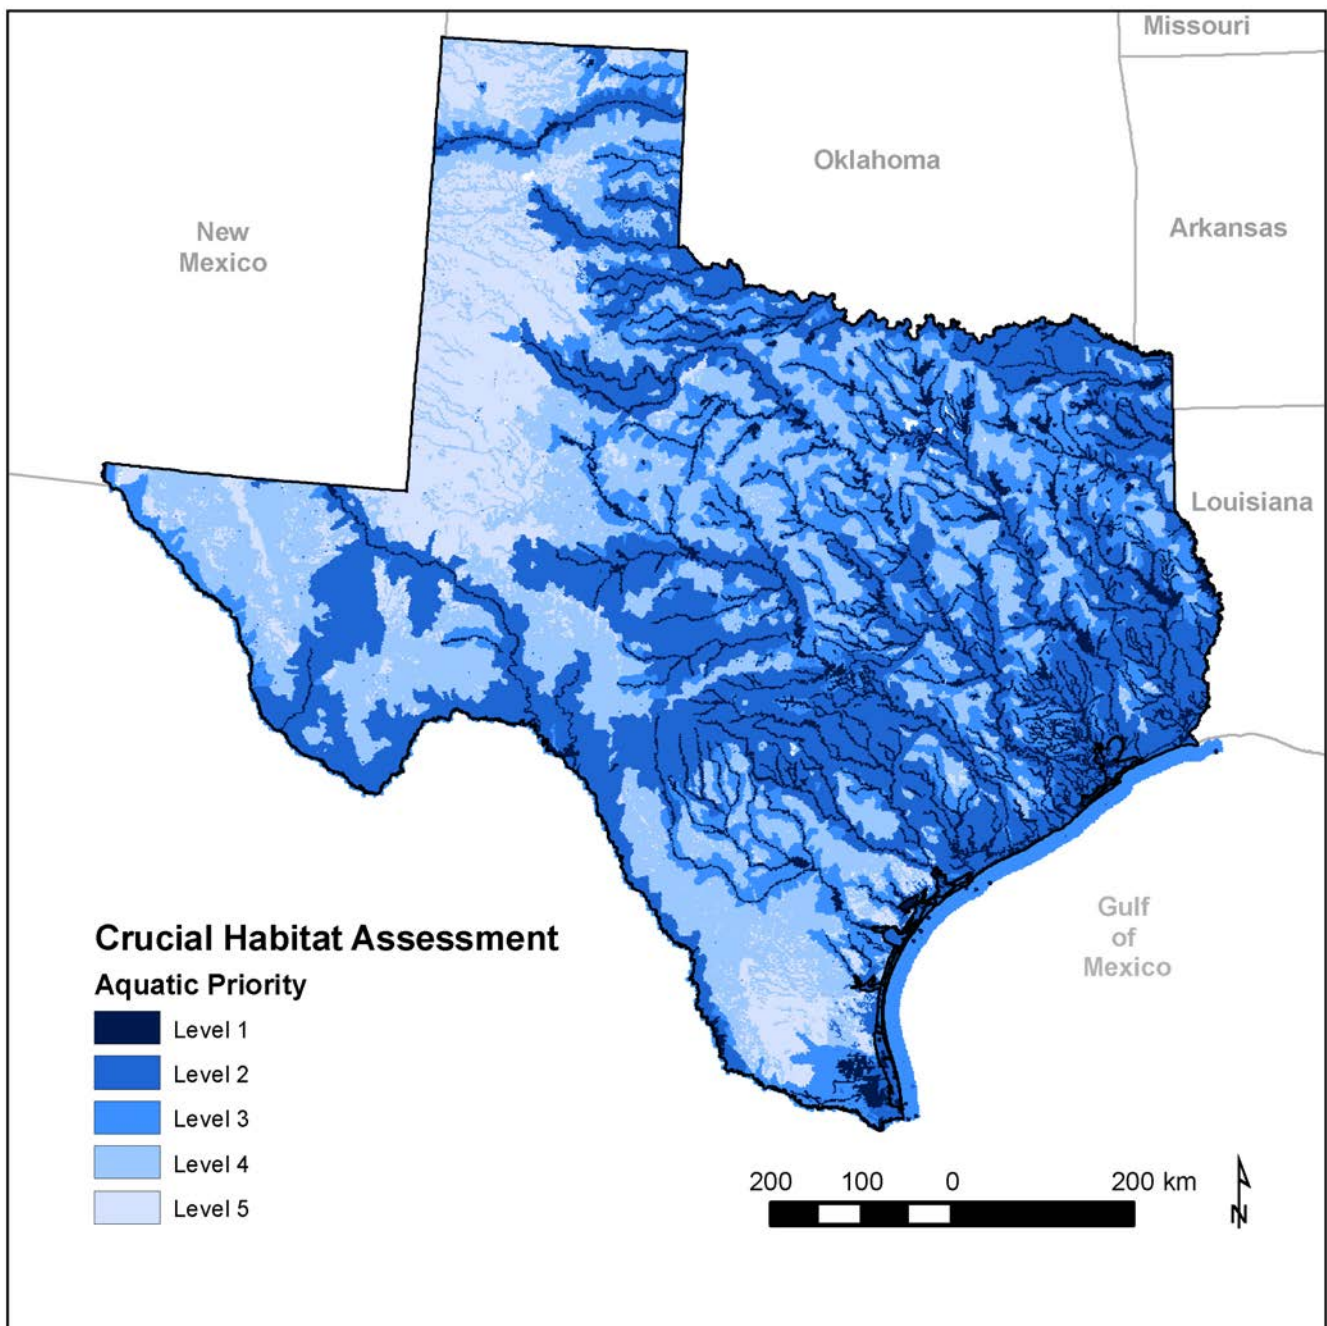 Missouri
Oklahoma
New
Mexico
Arkansas
Louisiana
Gulf
of
Mexico
Crucial Habitat Assessment
Aquatic Priority
Level 1
Level 2
Level 3
Level 4
Level 5
200 100 0 200 km
N